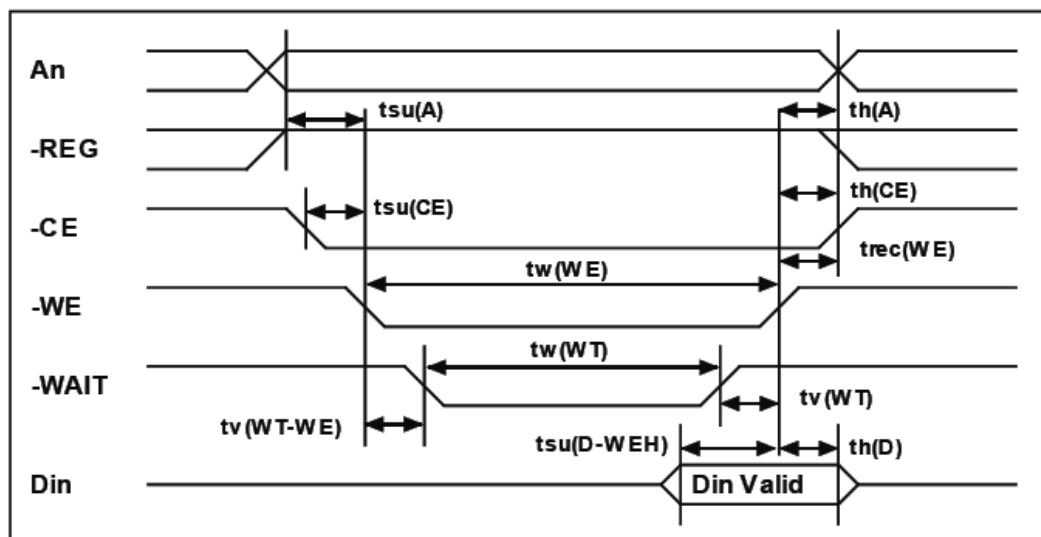 An
tsu(A)
th(A)
-REG
tsu(CE)
th(CE)
-CE
trec(WE)
tw(WE)
-WE
tw(WT)
-WAIT
tv(WT)
tv(WT-WE)
tsu(D-WEH)
th(D)
Din
Din Valid